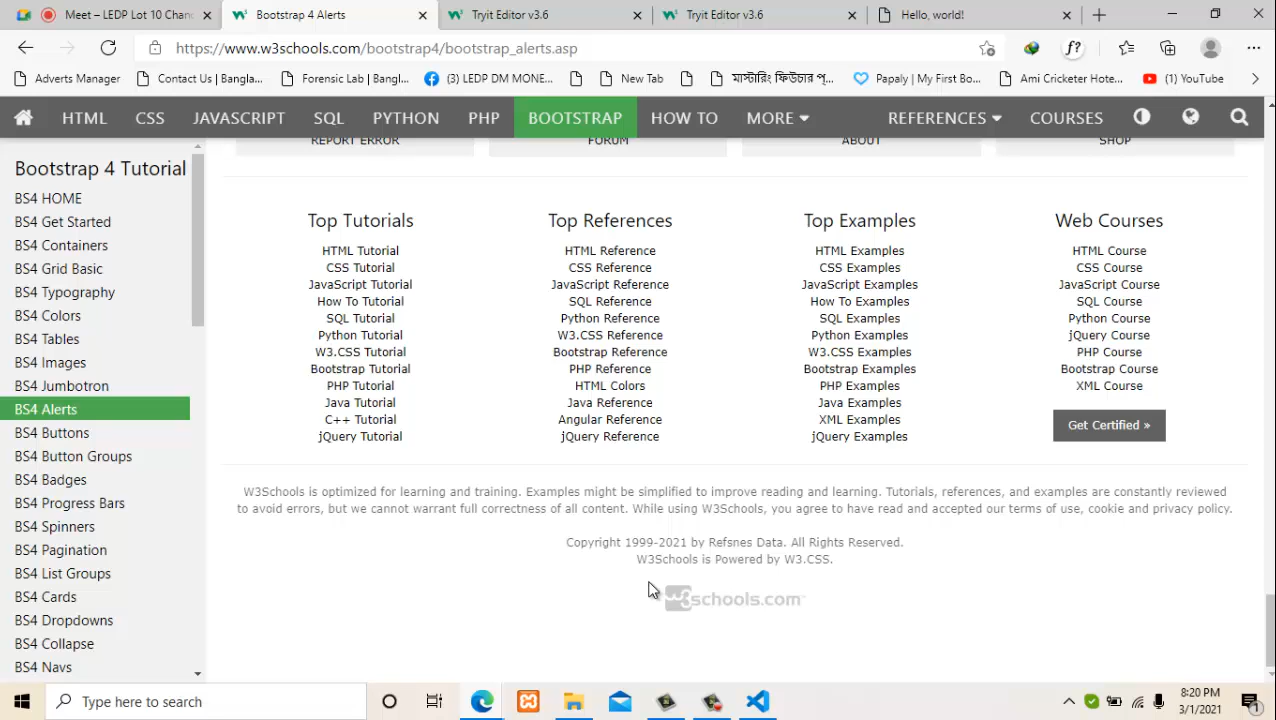 Meet – LEDP Lot 10 Chanc
Bootstrap 4 Alerts
Tryit Editor v3.6
Tryit Editor v3.6
Hello, world!
https://www.w3schools.com/bootstrap4/bootstrap_alerts.asp
Adverts Manager
Contact Us | Bangla...
Forensic Lab | Bangl...
(3) LEDP DM MONE...
New Tab
মাস্টারিং ফিউচার প্...
Papaly | My First Bo...
Ami Cricketer Hote...
(1) YouTube
HTML CSS JAVASCRIPT SQL PYTHON PHP BOOTSTRAP HOW TO MORE REFERENCES COURSES
REPORT ERROR FORUM ABOUT SHOP
Bootstrap 4 Tutorial
BS4 HOME
BS4 Get Started
BS4 Containers
BS4 Grid Basic
BS4 Typography
BS4 Colors
BS4 Tables
BS4 Images
BS4 Jumbotron
BS4 Alerts
BS4 Buttons
BS4 Button Groups
BS4 Badges
BS4 Progress Bars
BS4 Spinners
BS4 Pagination
BS4 List Groups
BS4 Cards
BS4 Dropdowns
BS4 Collapse
BS4 Navs
Top Tutorials
HTML Tutorial
CSS Tutorial
JavaScript Tutorial
How To Tutorial
SQL Tutorial
Python Tutorial
W3.CSS Tutorial
Bootstrap Tutorial
PHP Tutorial
Java Tutorial
C++ Tutorial
jQuery Tutorial
Top References
HTML Reference
CSS Reference
JavaScript Reference
SQL Reference
Python Reference
W3.CSS Reference
Bootstrap Reference
PHP Reference
HTML Colors
Java Reference
Angular Reference
jQuery Reference
Top Examples
HTML Examples
CSS Examples
JavaScript Examples
How To Examples
SQL Examples
Python Examples
W3.CSS Examples
Bootstrap Examples
PHP Examples
Java Examples
XML Examples
jQuery Examples
Web Courses
HTML Course
CSS Course
JavaScript Course
SQL Course
Python Course
jQuery Course
PHP Course
Bootstrap Course
XML Course
Get Certified »
W3Schools is optimized for learning and training. Examples might be simplified to improve reading and learning. Tutorials, references, and examples are constantly reviewed
to avoid errors, but we cannot warrant full correctness of all content. While using W3Schools, you agree to have read and accepted our terms of use, cookie and privacy policy.
Copyright 1999-2021 by Refsnes Data. All Rights Reserved.
W3Schools is Powered by W3.CSS.
w3schools.com
Type here to search
8:20 PM
3/1/2021